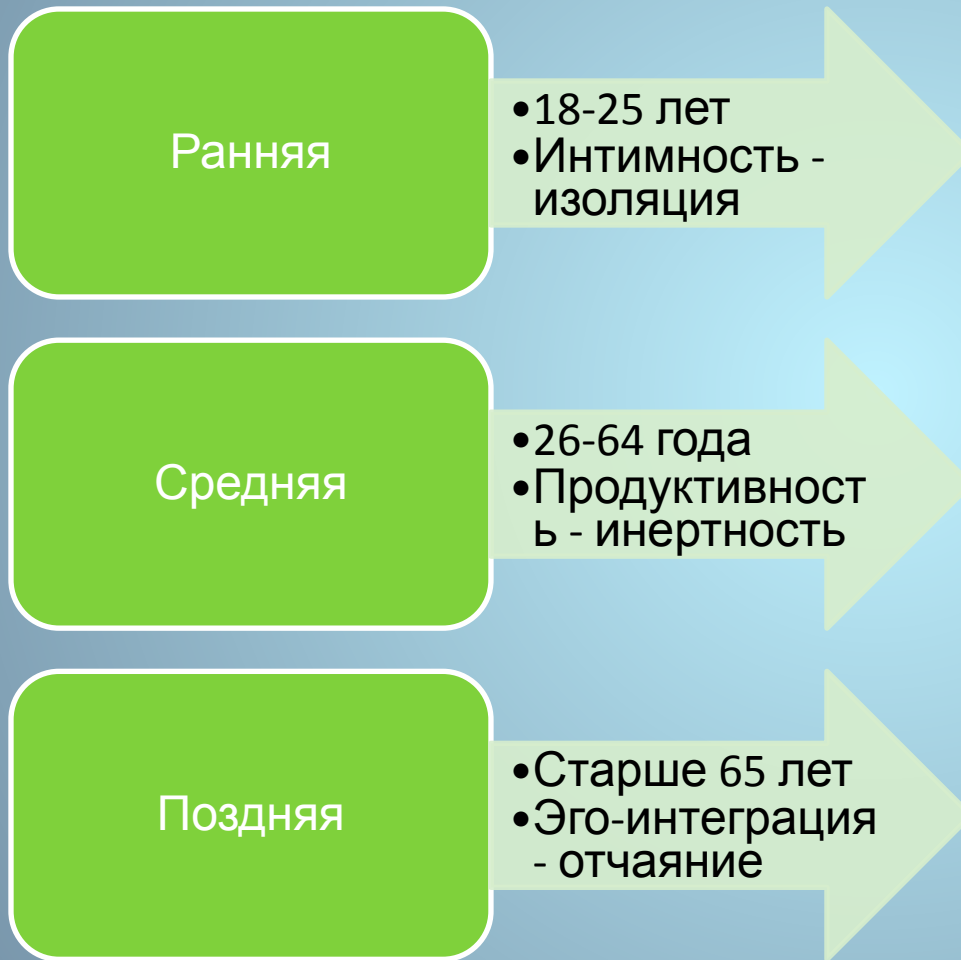 Ранняя
•18-25 лет
•Интимность -
изоляция
Средняя
•26-64 года
•Продуктивност
ь - инертность
Поздняя
•Старше 65 лет
•Эго-интеграция
- отчаяние